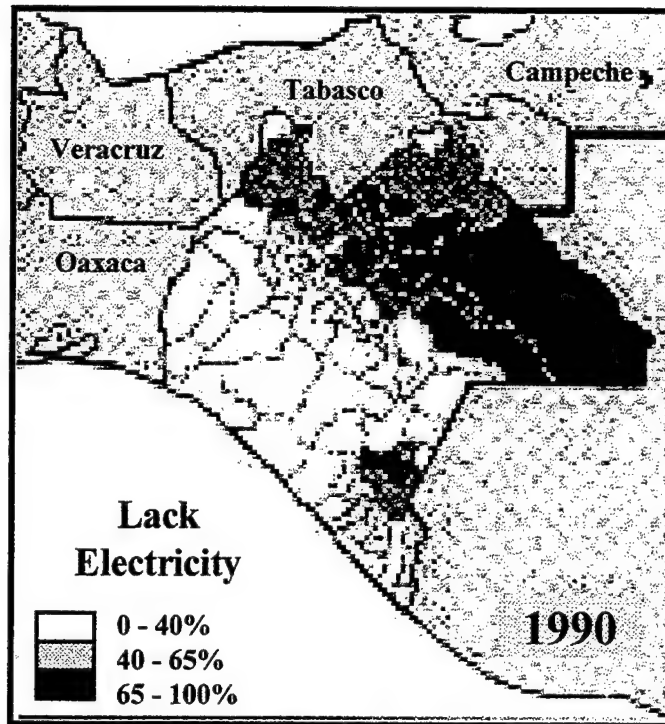 Campeche
Tabasco
Veracruz
Oaxaca
Lack
Electricity
0 - 40%
40 - 65%
65 - 100%
1990